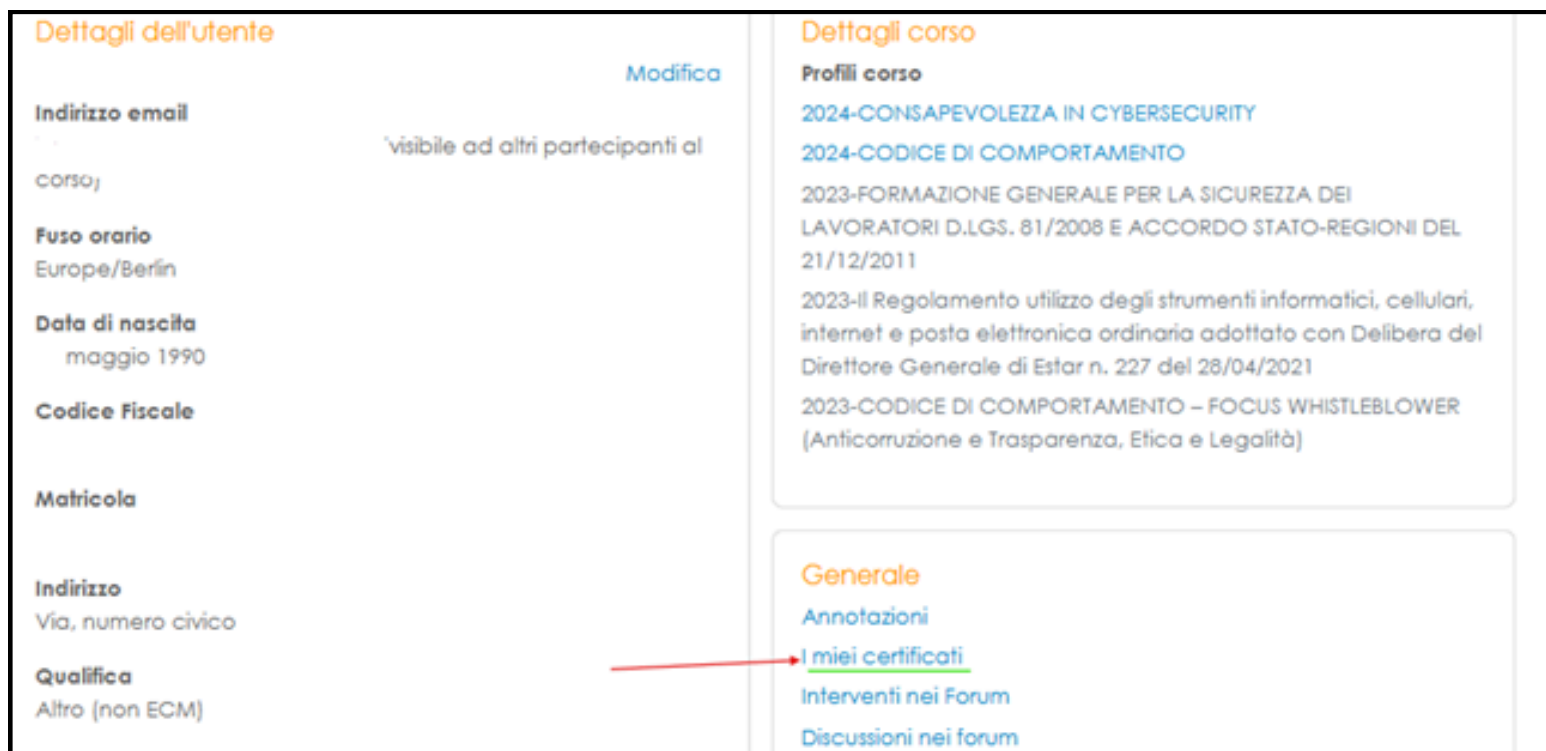 Dettagli dell'utente
Modifica
Indirizzo email
visibile ad altri partecipanti al
corso)
Fuso orario
Europe/Berlin
Data di nascita
maggio 1990
Codice Fiscale
Matricola
Indirizzo
Via, numero civico
Qualifica
Altro (non ECM)
Dettagli corso
Profili corso
2024-CONSAPEVOLEZZA IN CYBERSECURITY
2024-CODICE DI COMPORTAMENTO
2023-FORMAZIONE GENERALE PER LA SICUREZZA DEI
LAVORATORI D.LGS. 81/2008 E ACCORDO STATO-REGIONI DEL
21/12/2011
2023-Il Regolamento utilizzo degli strumenti informatici, cellulari,
internet e posta elettronica ordinaria adottato con Delibera del
Direttore Generale di Estar n. 227 del 28/04/2021
2023-CODICE DI COMPORTAMENTO – FOCUS WHISTLEBLOWER
(Anticorruzione e Trasparenza, Etica e Legalità)
Generale
Annotazioni
I miei certificati
Interventi nei Forum
Discussioni nei forum